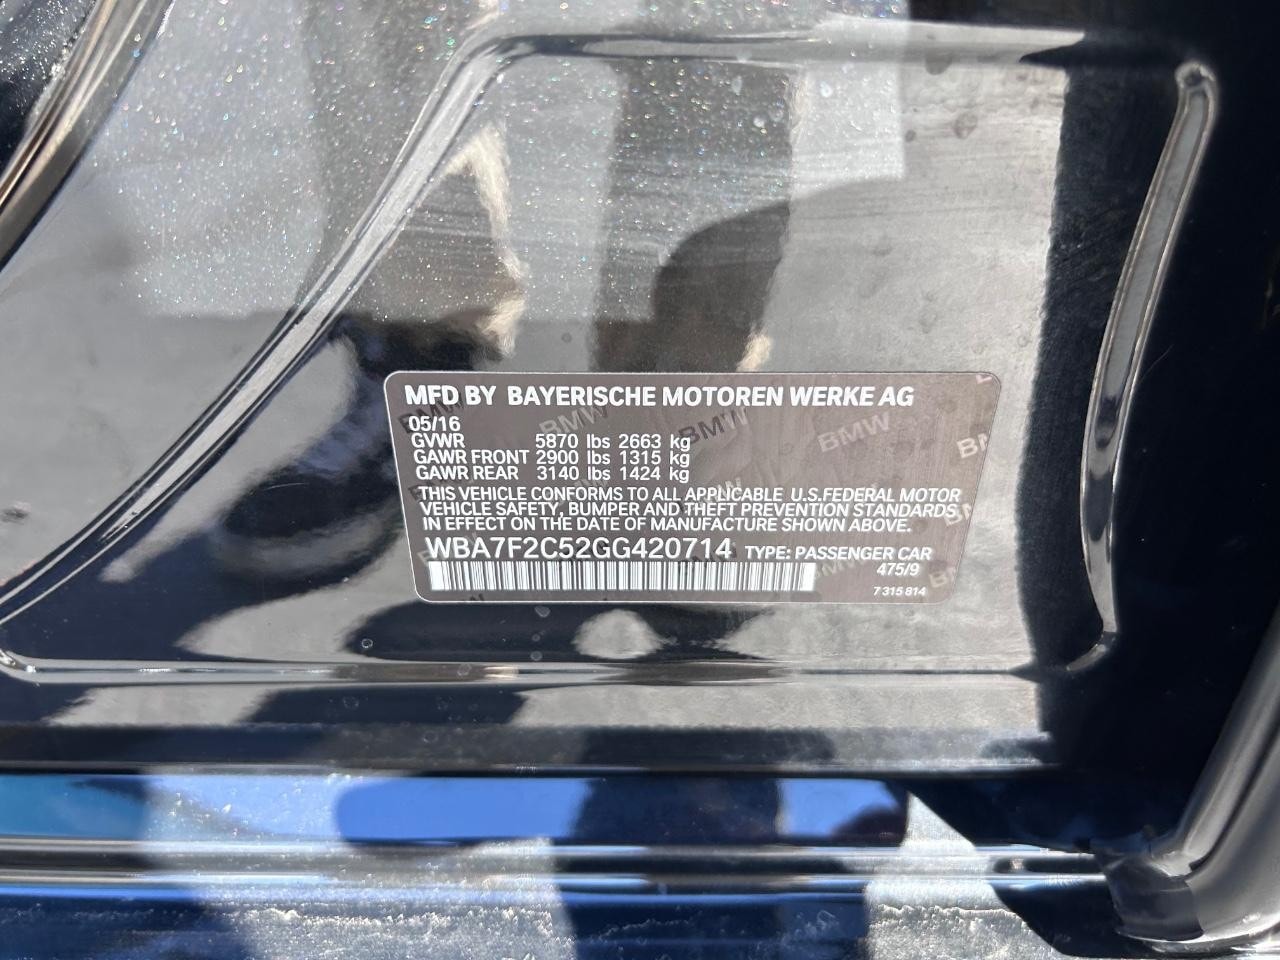 MFD BY BAYERISCHE MOTOREN WERKE AG
05/16
GVWR 5870 lbs 2663 kg
GAWR FRONT 2900 lbs 1315 kg
GAWR REAR 3140 lbs 1424 kg
THIS VEHICLE CONFORMS TO ALL APPLICABLE U.S.FEDERAL MOTOR
VEHICLE SAFETY, BUMPER AND THEFT PREVENTION STANDARDS
IN EFFECT ON THE DATE OF MANUFACTURE SHOWN ABOVE.
WBA7F2C52GG420714 TYPE: PASSENGER CAR
475/9
7 315 814